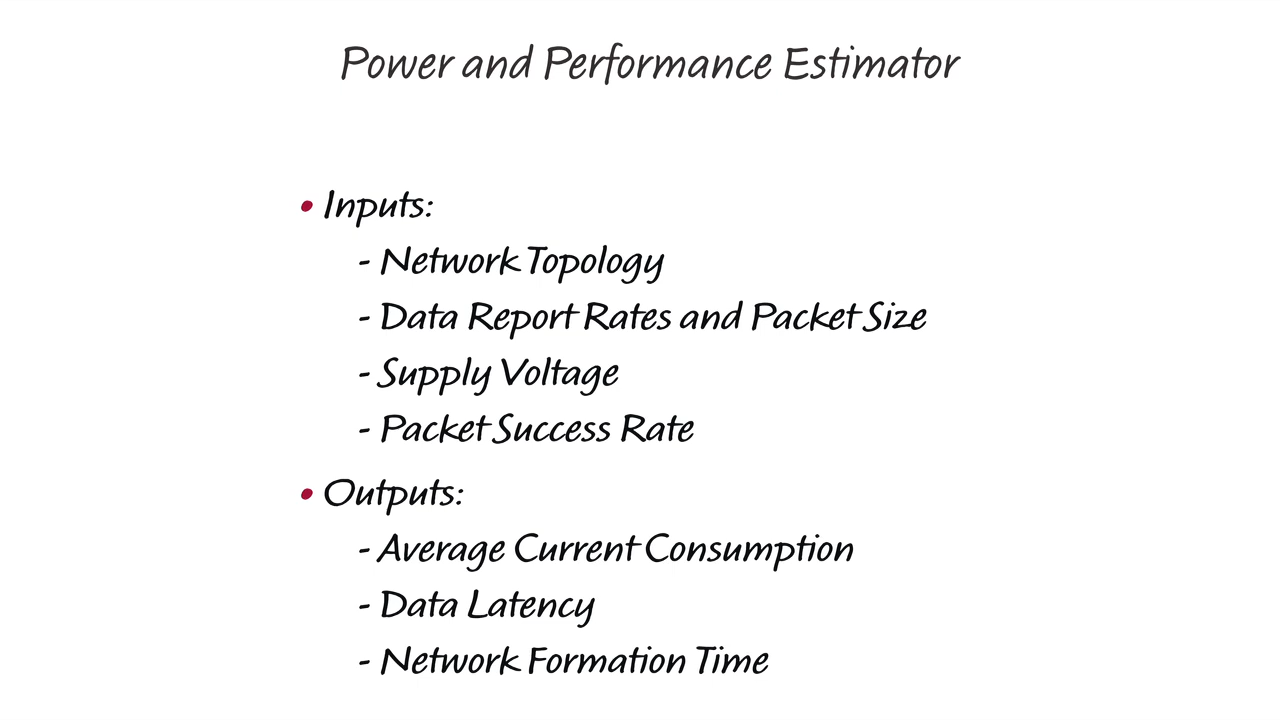 Power and Performance Estimator
• Inputs:
- Network Topology
- Data Report Rates and Packet Size
- Supply Voltage
- Packet Success Rate
• Outputs:
- Average Current Consumption
- Data Latency
- Network Formation Time